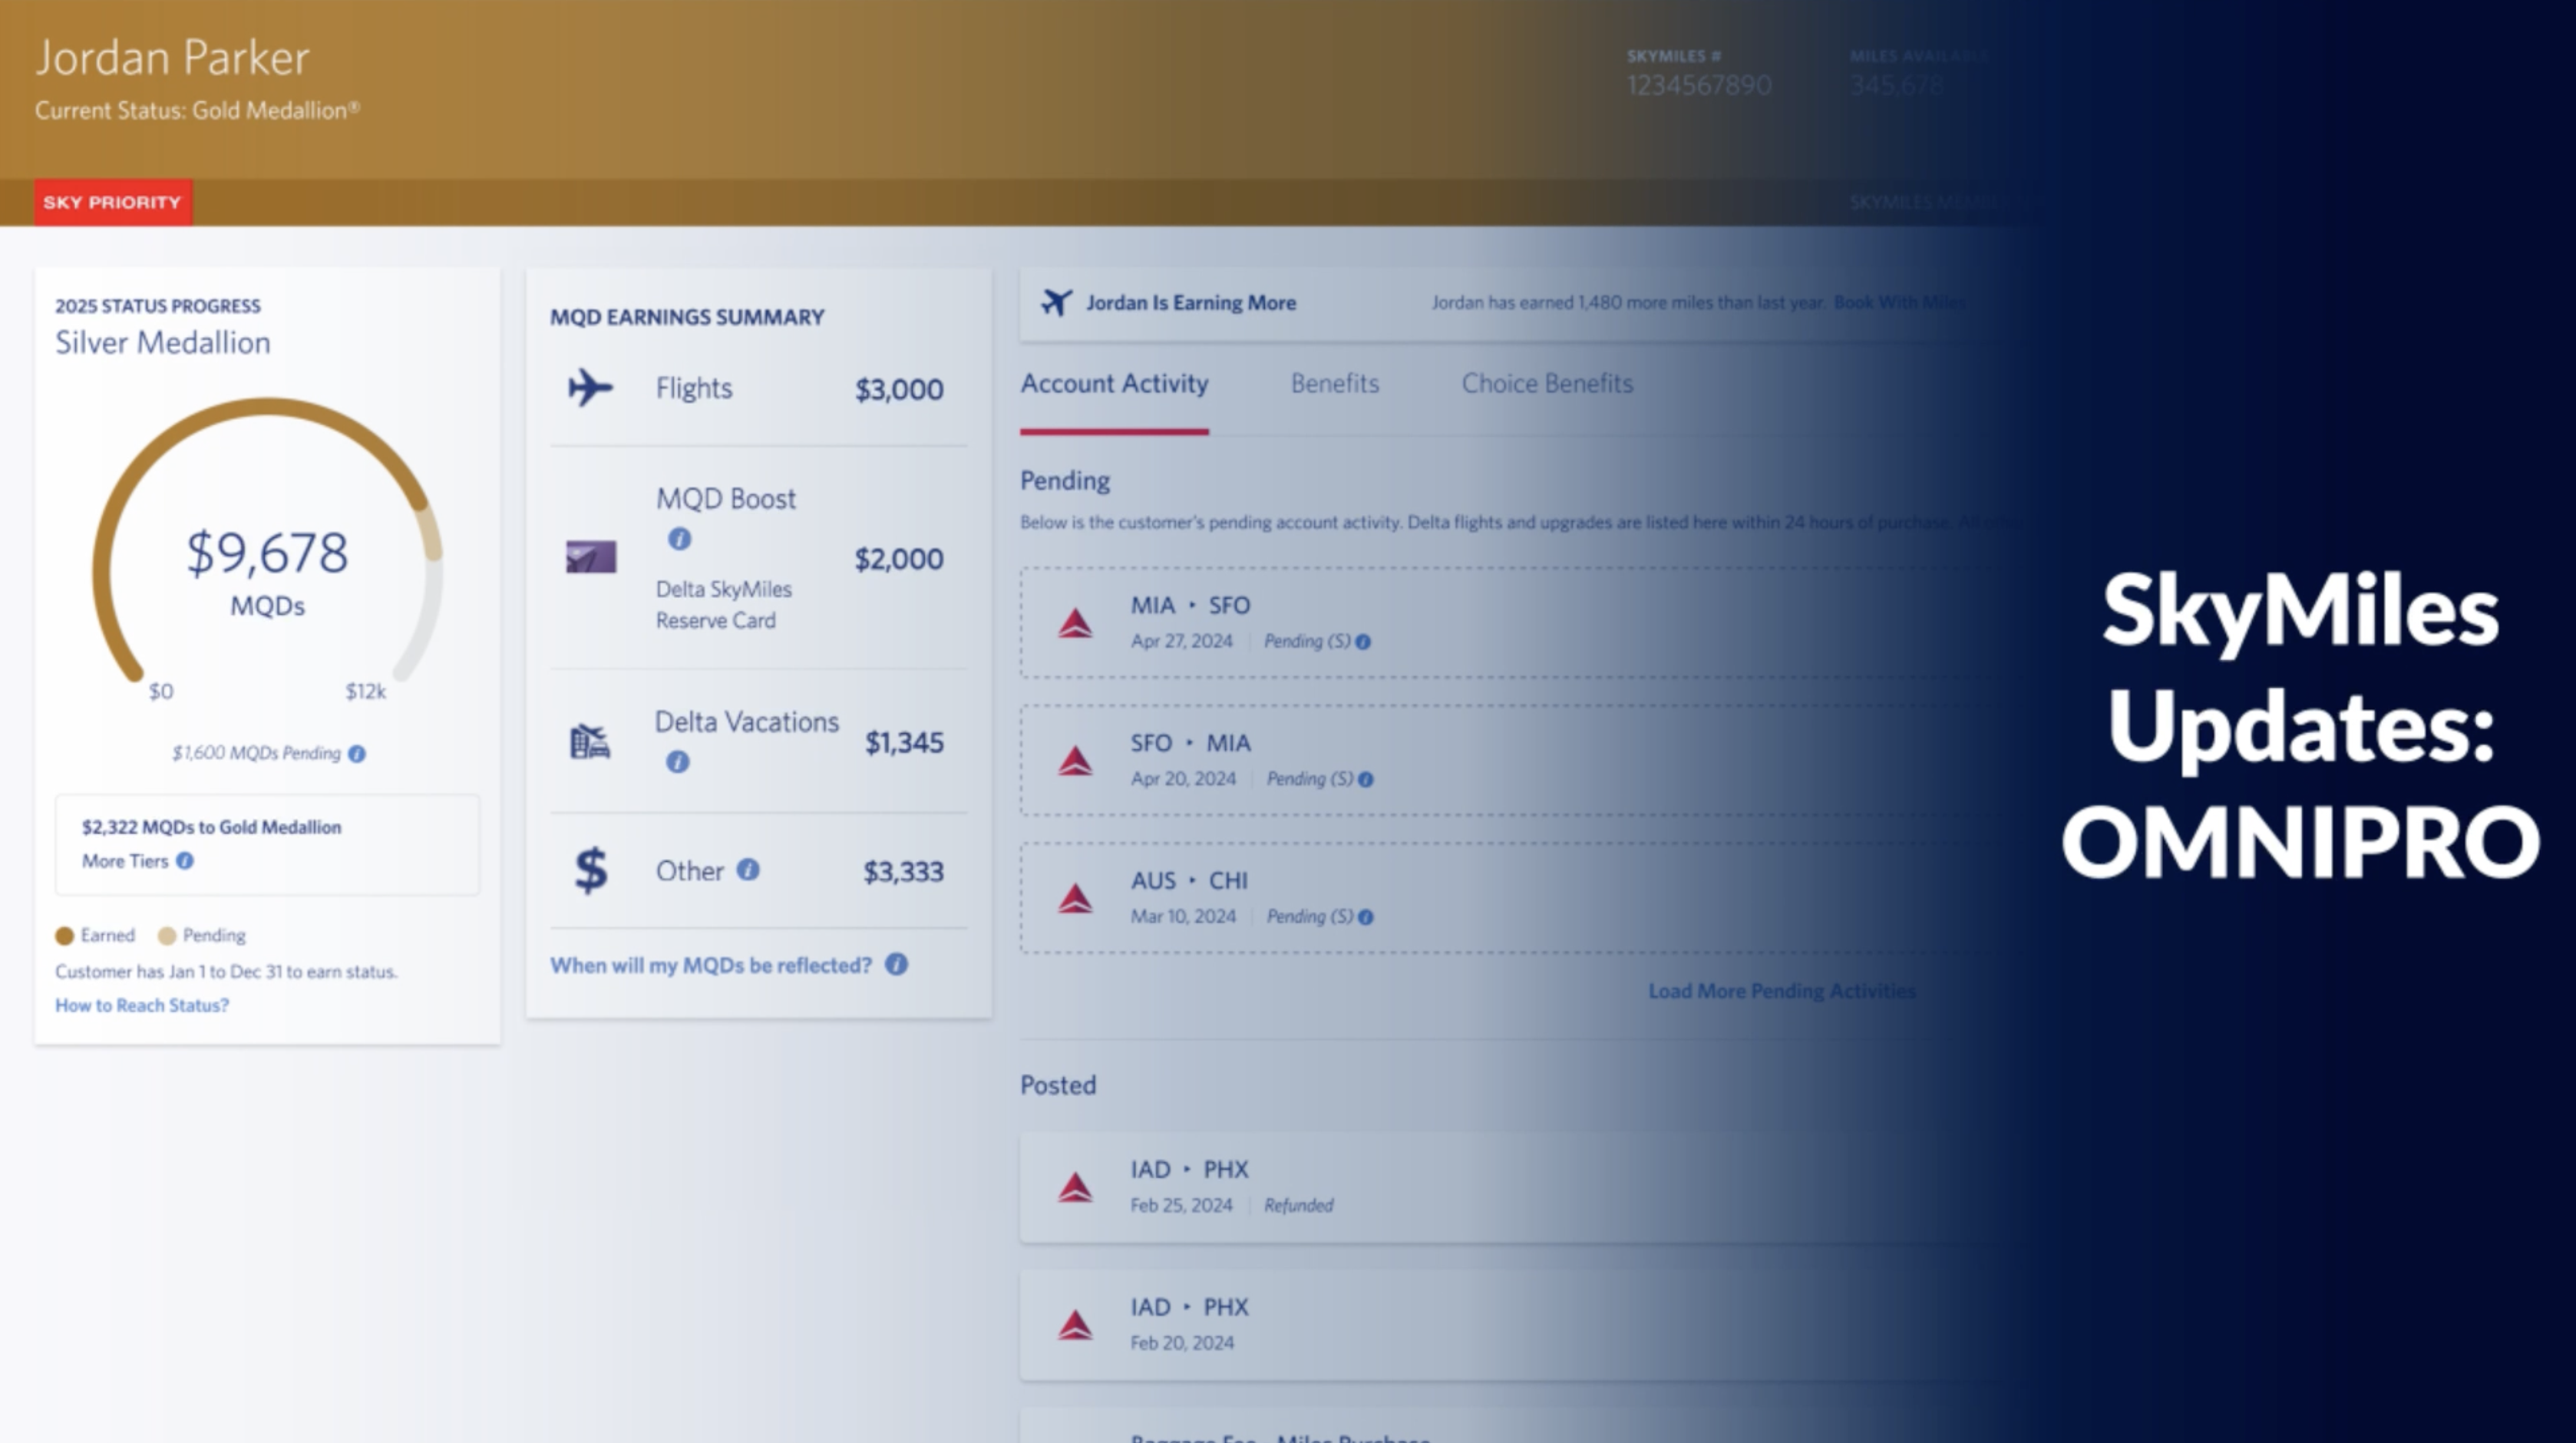 Jordan Parker
Current Status: Gold Medallion®
SKYMILES #
1234567890
MILES AVAILABLE
345,678
SKY PRIORITY
SKYMILES
2025 STATUS PROGRESS
Silver Medallion
$9,678
MQDs
$0
$12k
$1,600 MQDs Pending
$2,322 MQDs to Gold Medallion
More Tiers
Earned
Pending
Customer has Jan 1 to Dec 31 to earn status.
How to Reach Status?
MQD EARNINGS SUMMARY
Flights
$3,000
MQD Boost
$2,000
Delta SkyMiles
Reserve Card
Delta Vacations
$1,345
Other
$3,333
When will my MQDs be reflected?
Jordan Is Earning More
Jordan has earned 1,480 more miles than last year. Book With Miles
Account Activity
Benefits
Choice Benefits
Pending
Below is the customer's pending account activity. Delta flights and upgrades are listed here within 24 hours of purchase. All
MIA ‣ SFO
Apr 27, 2024 | Pending (S)
SFO ‣ MIA
Apr 20, 2024 | Pending (S)
AUS ‣ CHI
Mar 10, 2024 | Pending (S)
Load More Pending Activities
Posted
IAD ‣ PHX
Feb 25, 2024 | Refunded
IAD ‣ PHX
Feb 20, 2024
Baggage Fee - Miles Purchase
SkyMiles
Updates:
OMNIPRO